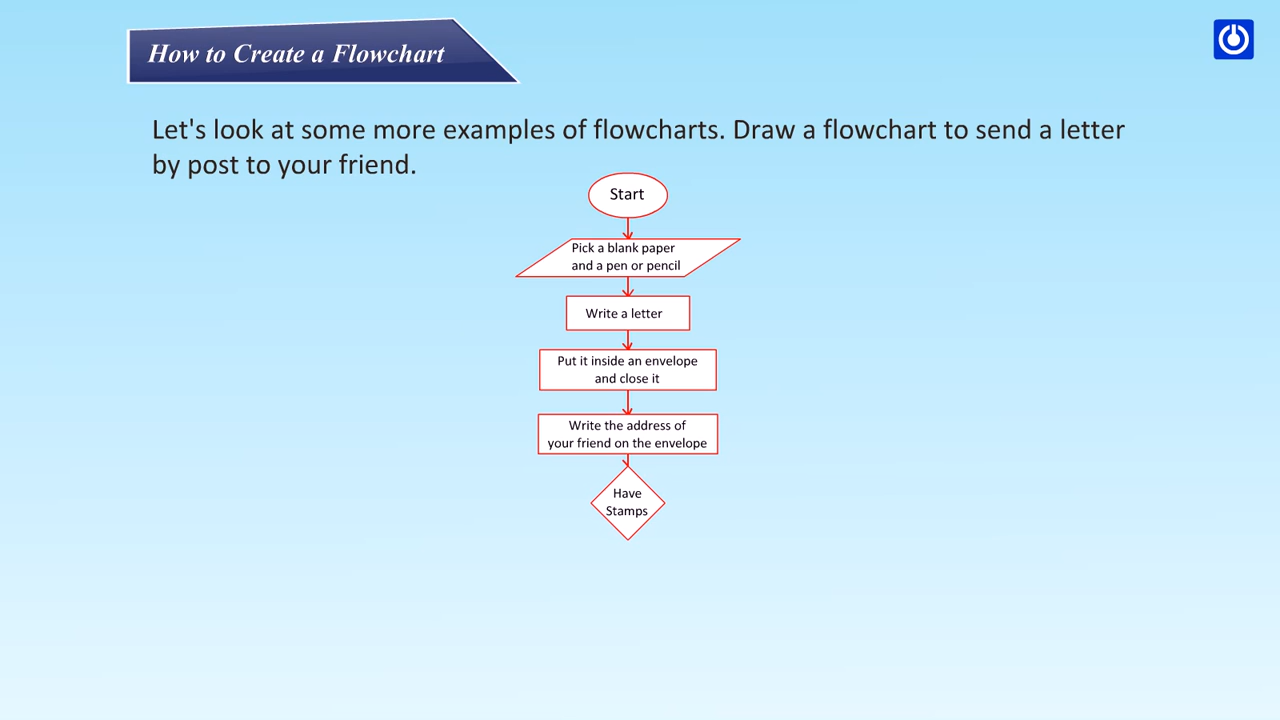 How to Create a Flowchart
Let's look at some more examples of flowcharts. Draw a flowchart to send a letter
by post to your friend.
Start
Pick a blank paper
and a pen or pencil
Write a letter
Put it inside an envelope
and close it
Write the address of
your friend on the envelope
Have
Stamps